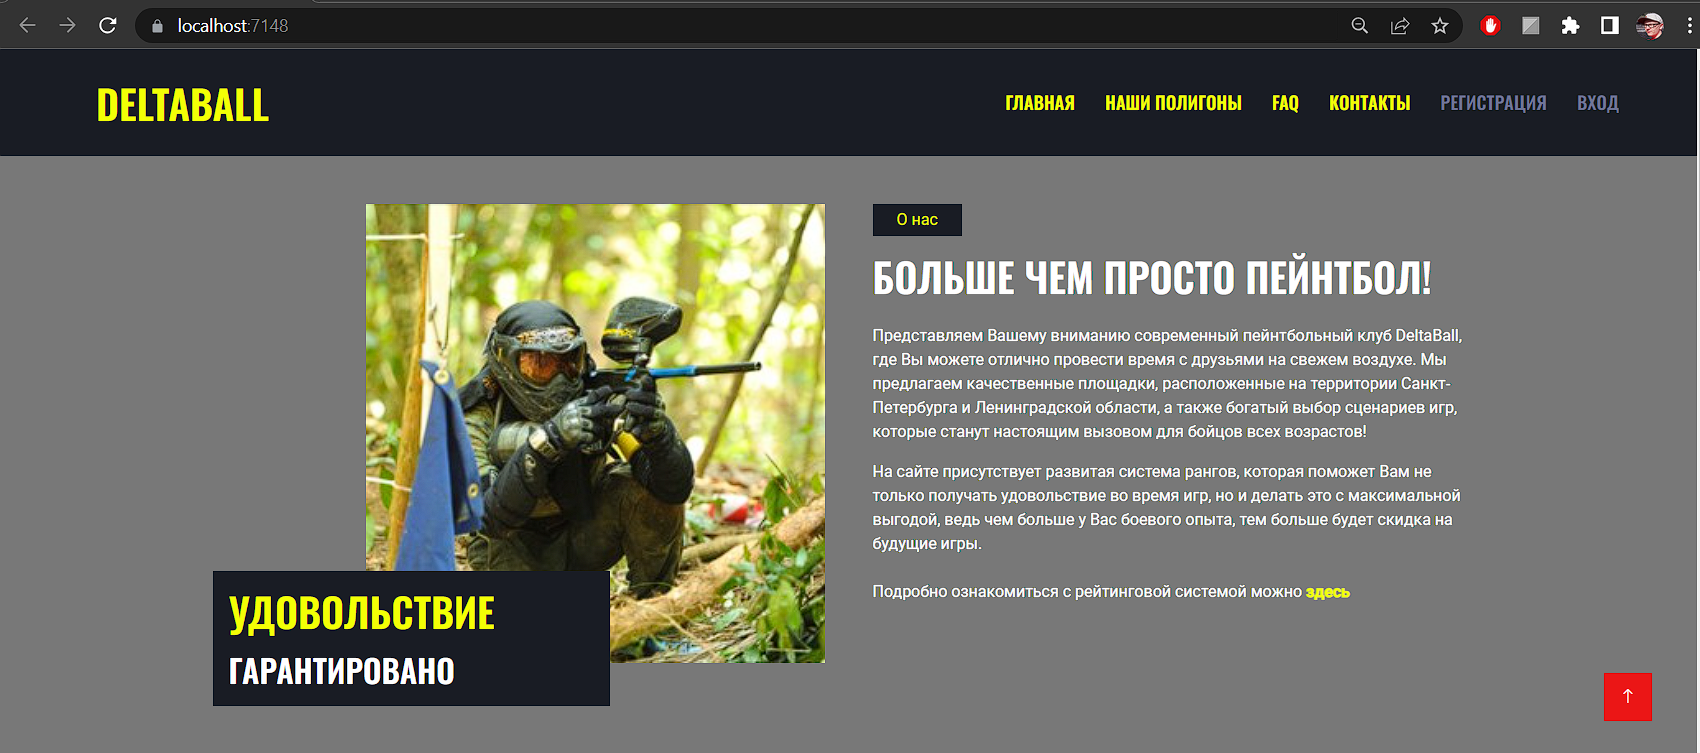 localhost:7148
DELTABALL
ГЛАВНАЯ НАШИ ПОЛИГОНЫ FAQ КОНТАКТЫ РЕГИСТРАЦИЯ ВХОД
О нас
БОЛЬШЕ ЧЕМ ПРОСТО ПЕЙНТБОЛ!
Представляем Вашему вниманию современный пейнтбольный клуб DeltaBall,
где Вы можете отлично провести время с друзьями на свежем воздухе. Мы
предлагаем качественные площадки, расположенные на территории Санкт-
Петербурга и Ленинградской области, а также богатый выбор сценариев игр,
которые станут настоящим вызовом для бойцов всех возрастов!
На сайте присутствует развитая система рангов, которая поможет Вам не
только получать удовольствие во время игр, но и делать это с максимальной
выгодой, ведь чем больше у Вас боевого опыта, тем больше будет скидка на
будущие игры.
Подробно ознакомиться с рейтинговой системой можно здесь
УДОВОЛЬСТВИЕ
ГАРАНТИРОВАНО